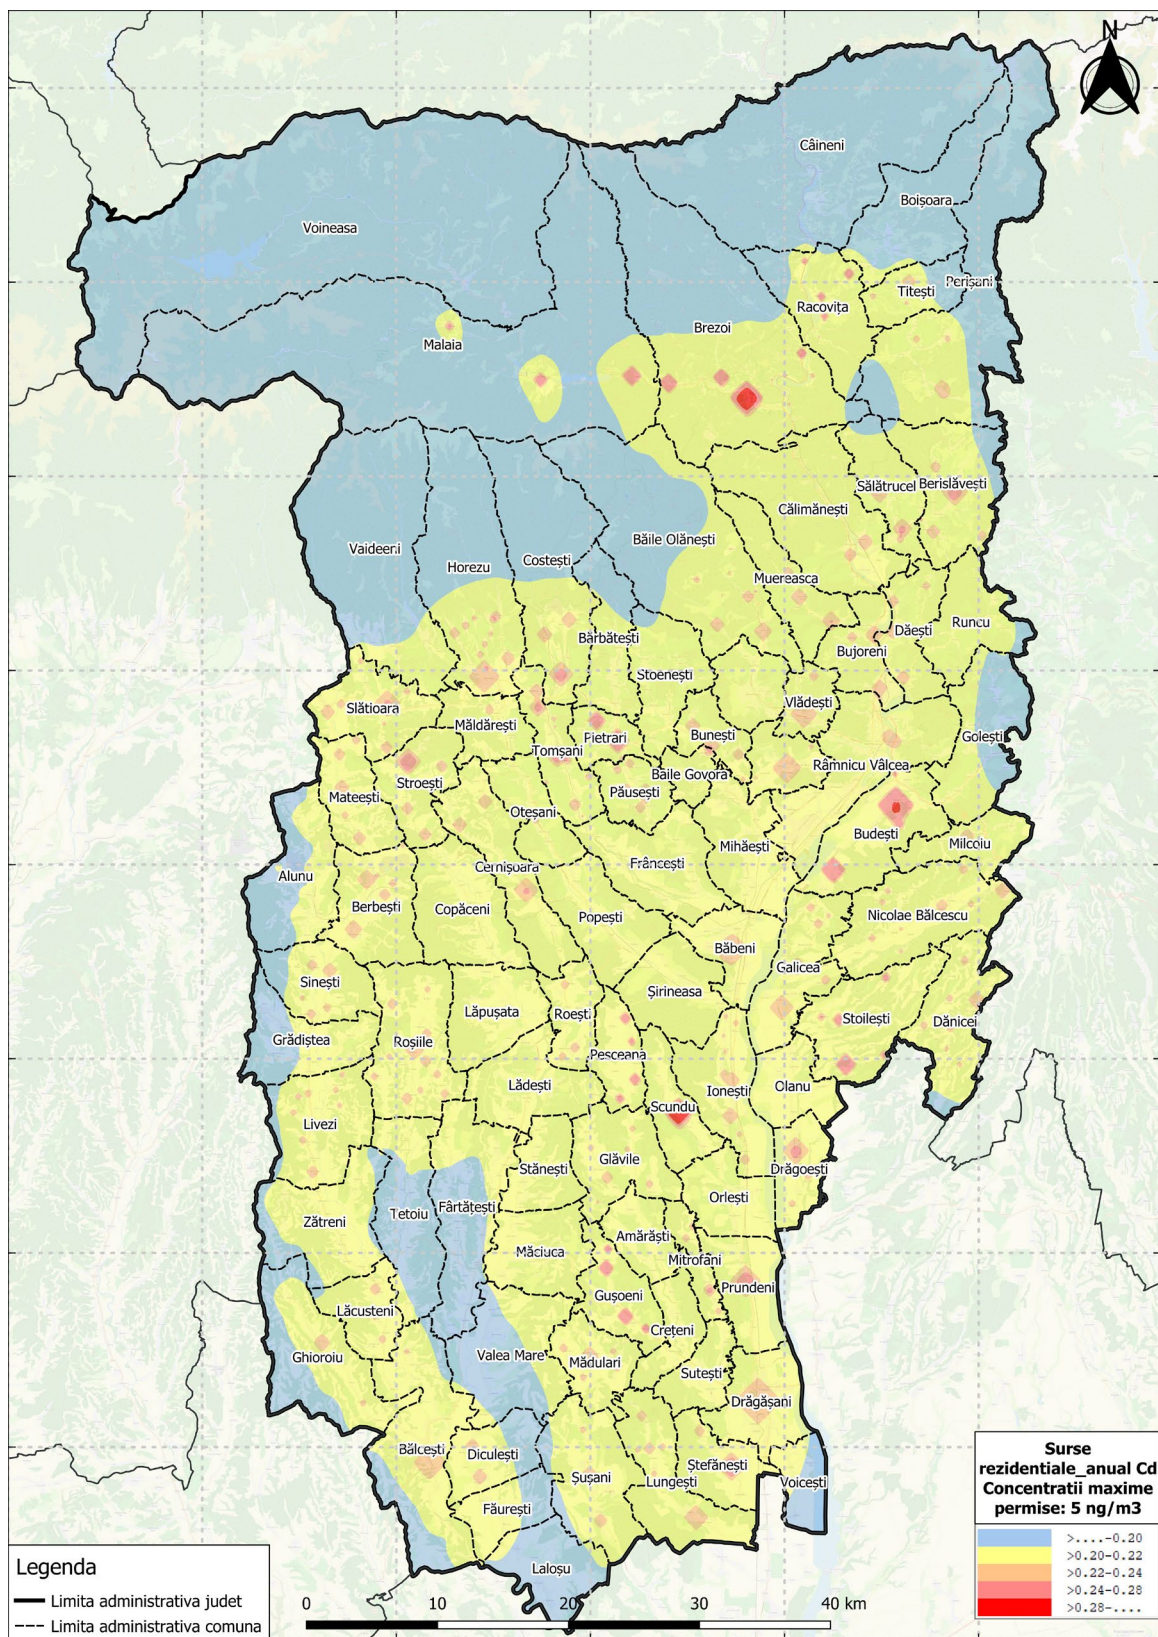 N
Câineni
Boișoara
Voineasa
Perișani
Titești
Racovița
Brezoi
Malaia
Sălătrucel
Berislăvești
Călimănești
Băile Olănești
Vaideeni
Costești
Horezu
Muereasca
Runcu
Dăești
Bărbătești
Bujoreni
Stoenești
Vlădești
Slătioara
Măldărești
Pietrari
Bunești
Golești
Tomșani
Râmnicu Vâlcea
Băile Govora
Stroești
Păusești
Mateești
Oteșani
Budești
Milcoiu
Mihăești
Frâncești
Cernișoara
Alunu
Berbești
Copăceni
Popești
Nicolae Bălcescu
Băbeni
Galicea
Sinești
Șirineasa
Lăpușata
Roești
Stoilești
Dănicei
Grădiștea
Roșiile
Pesceana
Lădești
Ionești
Olanu
Scundu
Livezi
Glăvile
Stănești
Drăgoești
Orlești
Fârtățești
Tetoiu
Zătreni
Amărăști
Măciuca
Mitrofani
Prundeni
Gușoeni
Lăcusteni
Crețeni
Ghioroiu
Valea Mare
Mădulari
Sutești
Drăgășani
Bălcești
Diculești
Ștefănești
Șușani
Lungești
Voicești
Făurești
Laloșu
Surse
rezidentiale_anual Cd
Concentratii maxime
permise: 5 ng/m3
>....-0.20
>0.20-0.22
>0.22-0.24
>0.24-0.28
>0.28-....
Legenda
Limita administrativa judet
Limita administrativa comuna
0 10 20 30 40 km